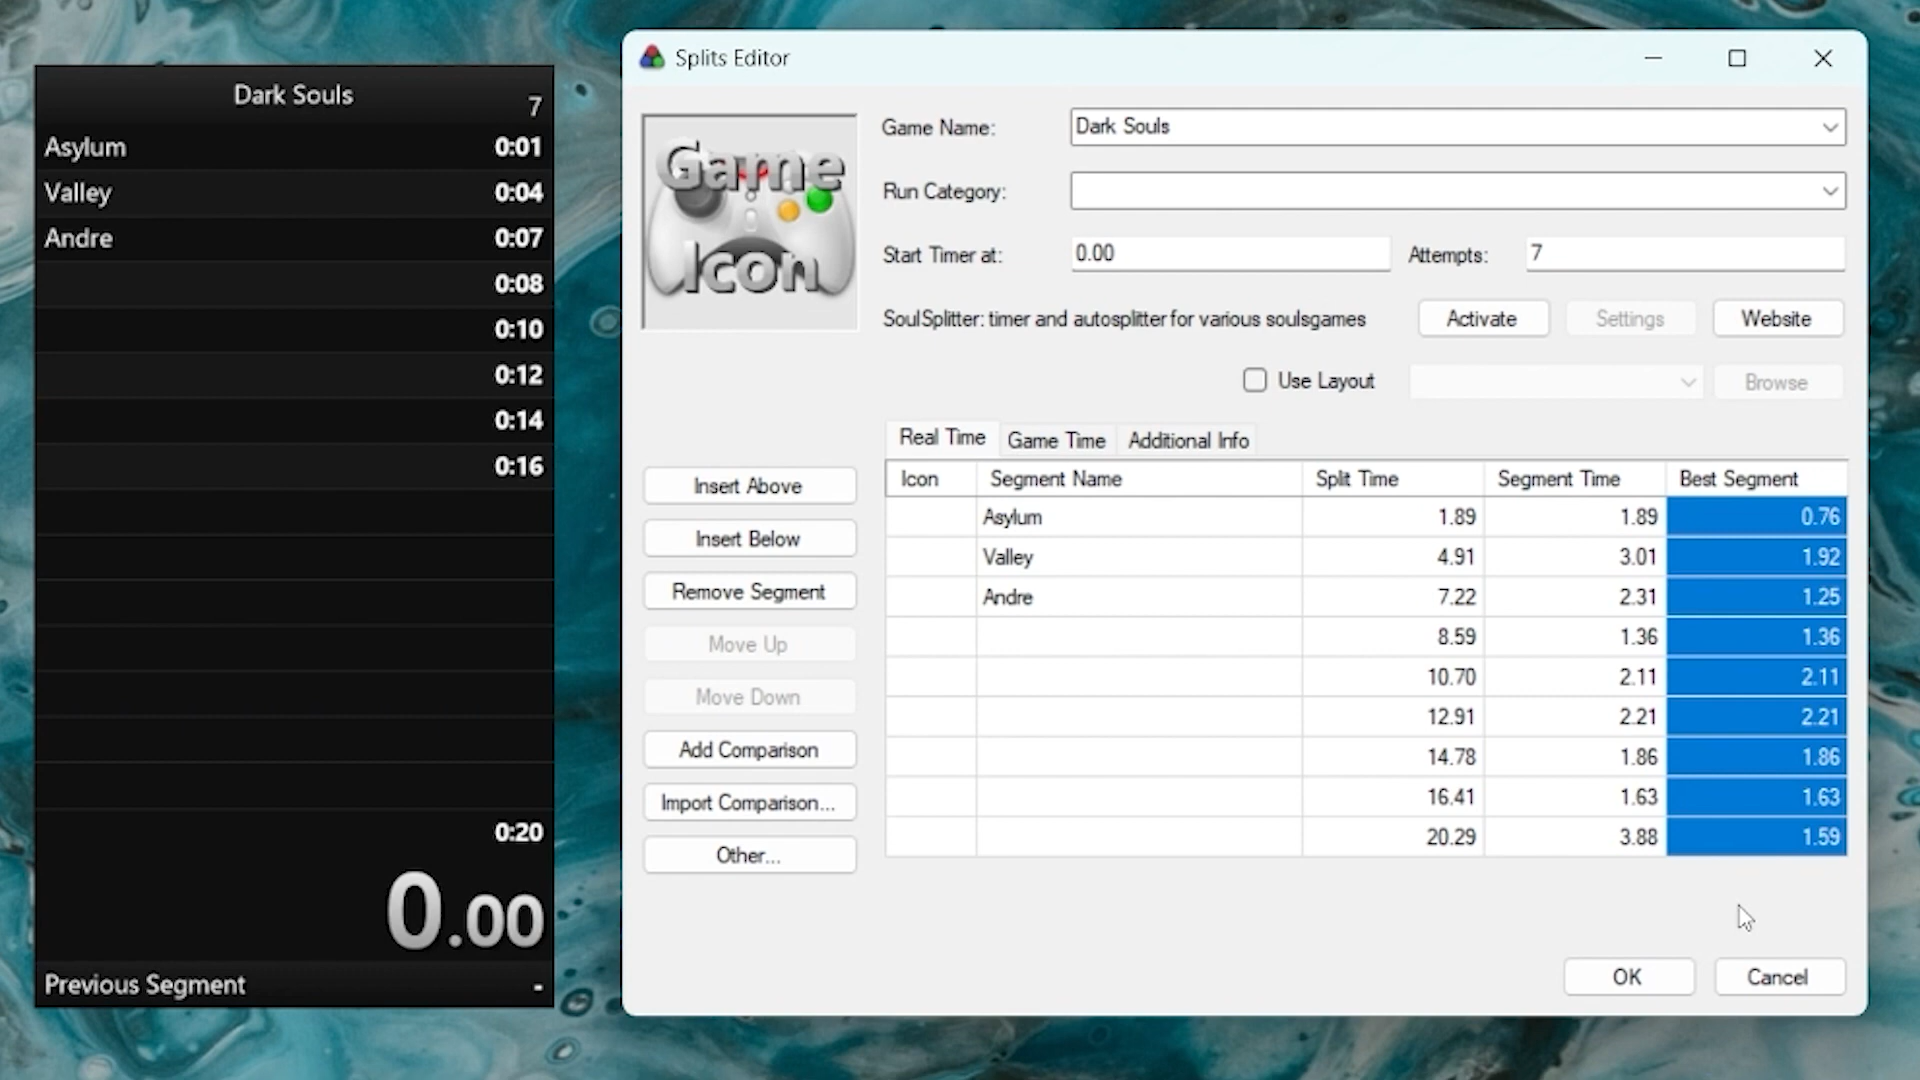 Dark Souls
7
Asylum 0:01
Valley 0:04
Andre 0:07
0:08
0:10
0:12
0:14
0:16
0:20
0.00
Previous Segment -
Splits Editor
Game Icon
Game Name: Dark Souls
Run Category:
Start Timer at: 0.00 Attempts: 7
SoulSplitter: timer and autosplitter for various soulsgames Activate Settings Website
Use Layout Browse
Real Time Game Time Additional Info
Insert Above
Insert Below
Remove Segment
Move Up
Move Down
Add Comparison
Import Comparison...
Other...
Icon Segment Name Split Time Segment Time Best Segment
Asylum 1.89 1.89 0.76
Valley 4.91 3.01 1.92
Andre 7.22 2.31 1.25
8.59 1.36 1.36
10.70 2.11 2.11
12.91 2.21 2.21
14.78 1.86 1.86
16.41 1.63 1.63
20.29 3.88 1.59
OK Cancel